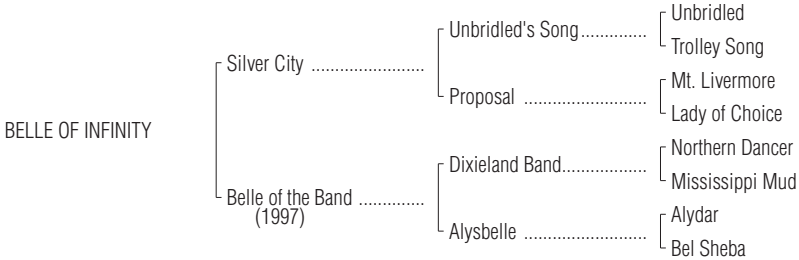 Unbridled
Unbridled's Song..............
Trolley Song
Silver City ........................
Mt. Livermore
Proposal ..........................
Lady of Choice
BELLE OF INFINITY
Northern Dancer
Dixieland Band..................
Mississippi Mud
Belle of the Band ..............
(1997)
Alydar
Alysbelle ..........................
Bel Sheba